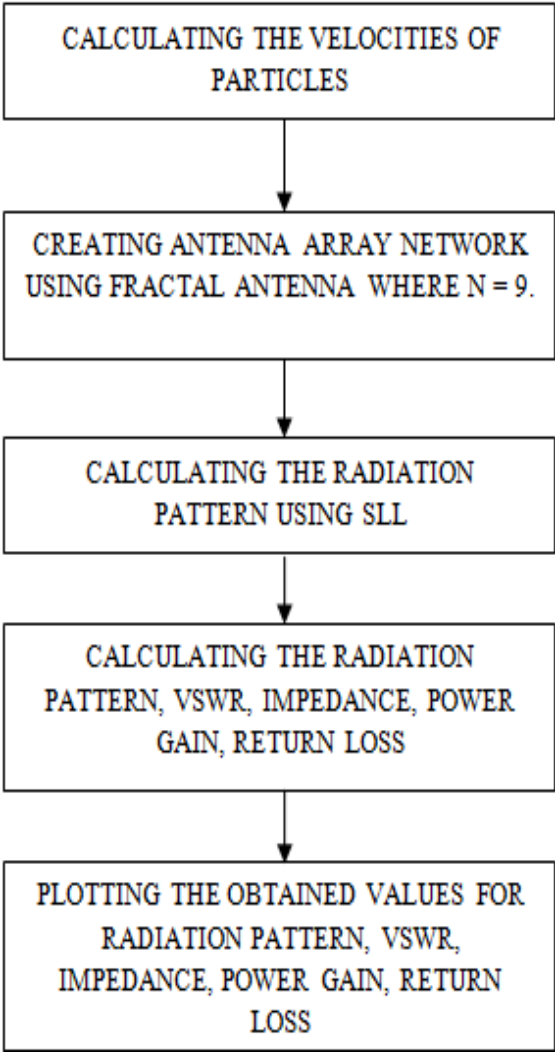 CALCULATING THE VELOCITIES OF
PARTICLES
CREATING ANTENNA ARRAY NETWORK
USING FRACTAL ANTENNA WHERE N = 9.
CALCULATING THE RADIATION
PATTERN USING SLL
CALCULATING THE RADIATION
PATTERN, VSWR, IMPEDANCE, POWER
GAIN, RETURN LOSS
PLOTTING THE OBTAINED VALUES FOR
RADIATION PATTERN, VSWR,
IMPEDANCE, POWER GAIN, RETURN
LOSS